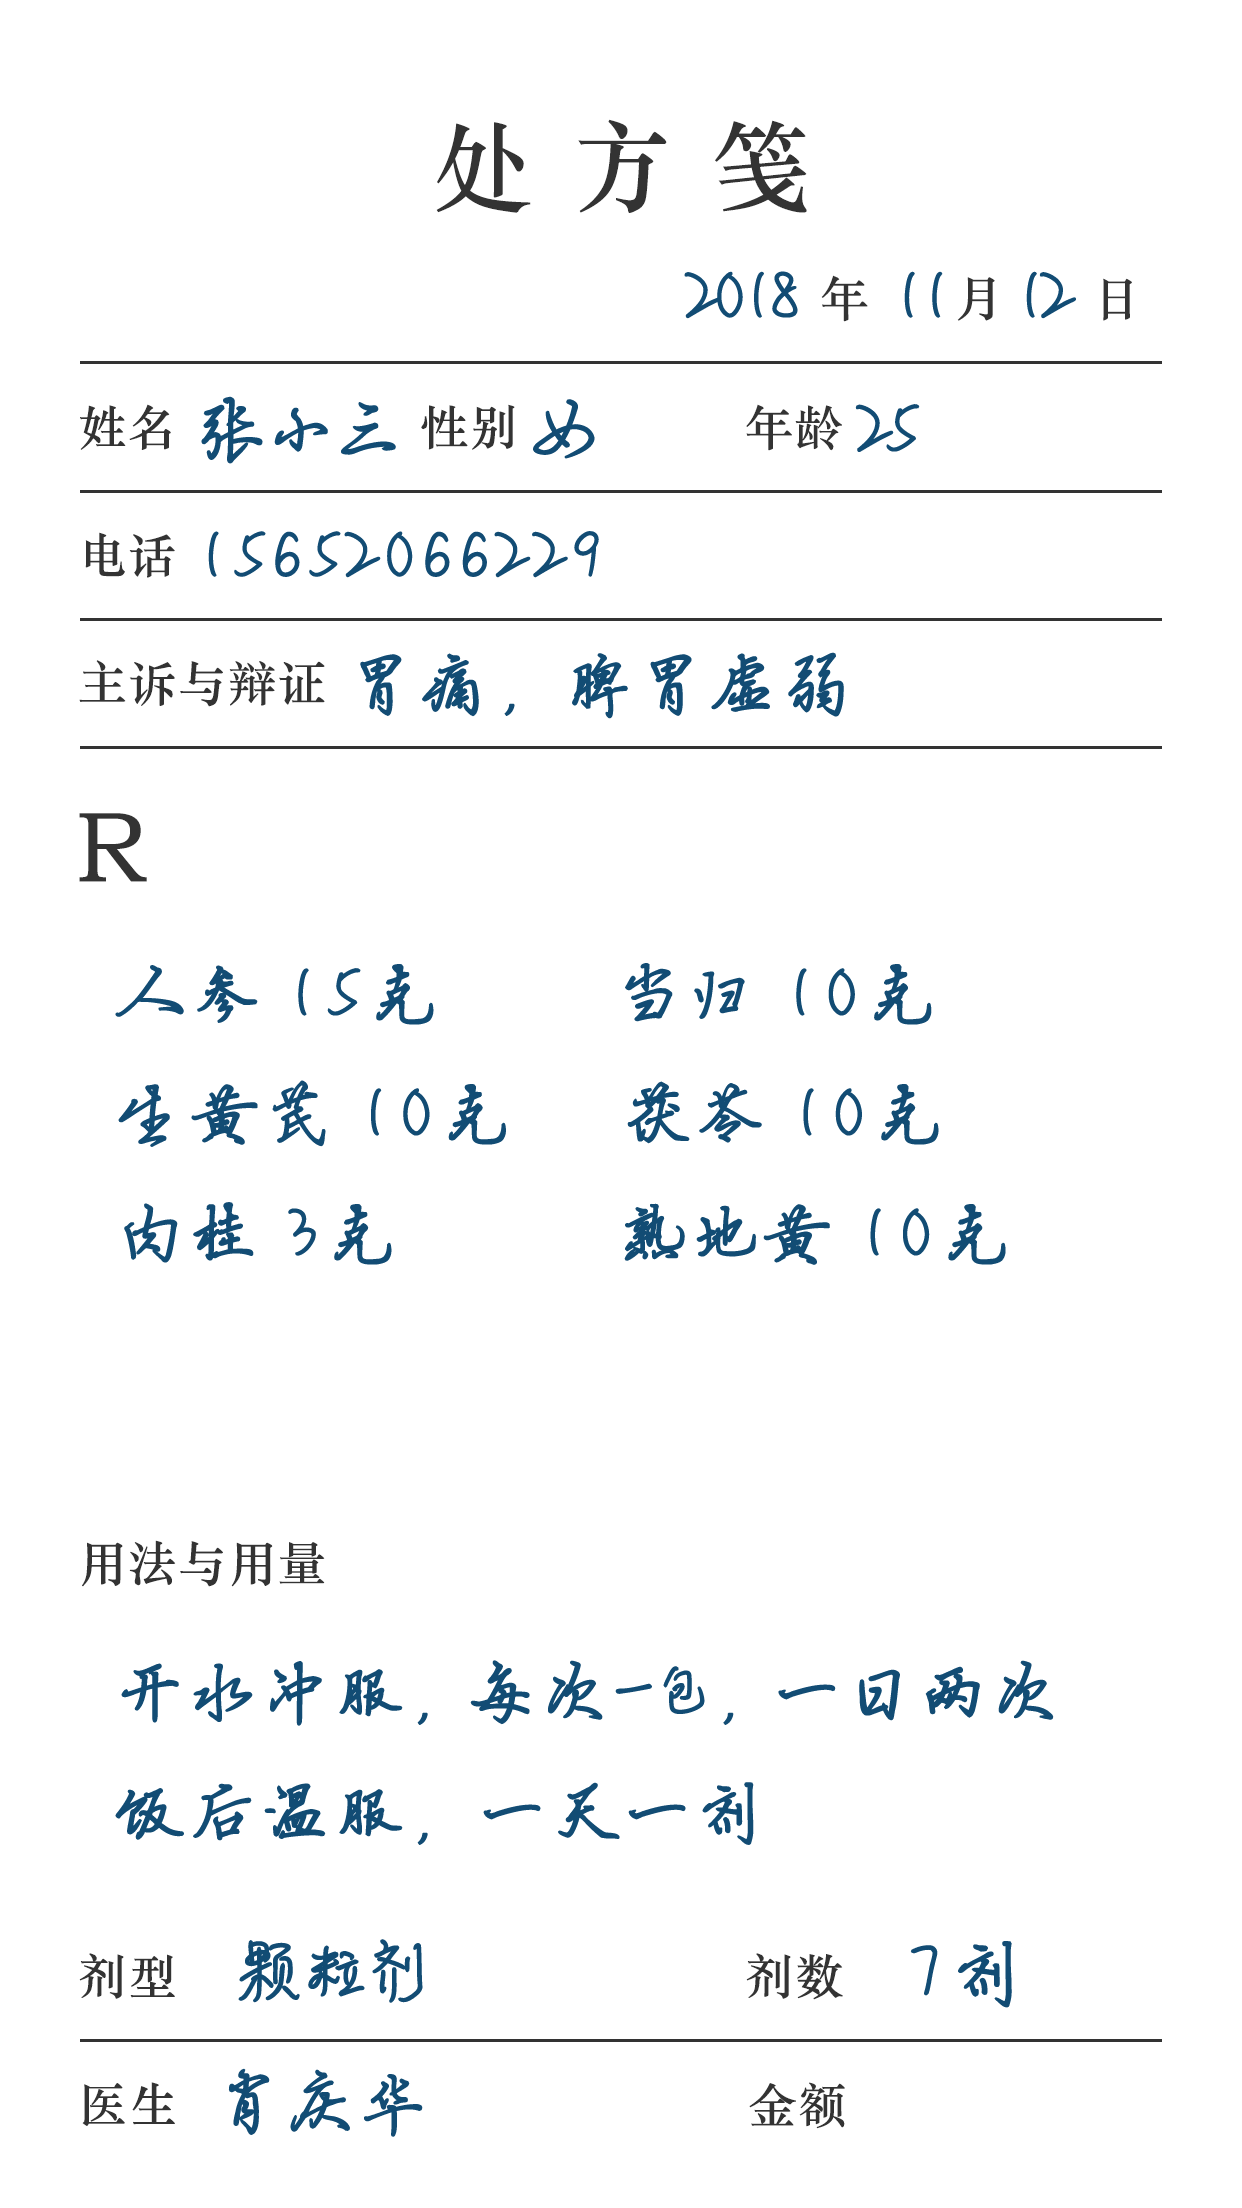 处方笺
2018 年 11 月 12 日
姓名 张小三 性别 女 年龄 25
电话 15652066229
主诉与辩证 胃痛，脾胃虚弱
R
人参 15克 当归 10克
生黄芪 10克 茯苓 10克
肉桂 3克 熟地黄 10克
用法与用量
开水冲服，每次一包，一日两次
饭后温服，一天一剂
剂型 颗粒剂 剂数 7剂
医生 肖庆华 金额